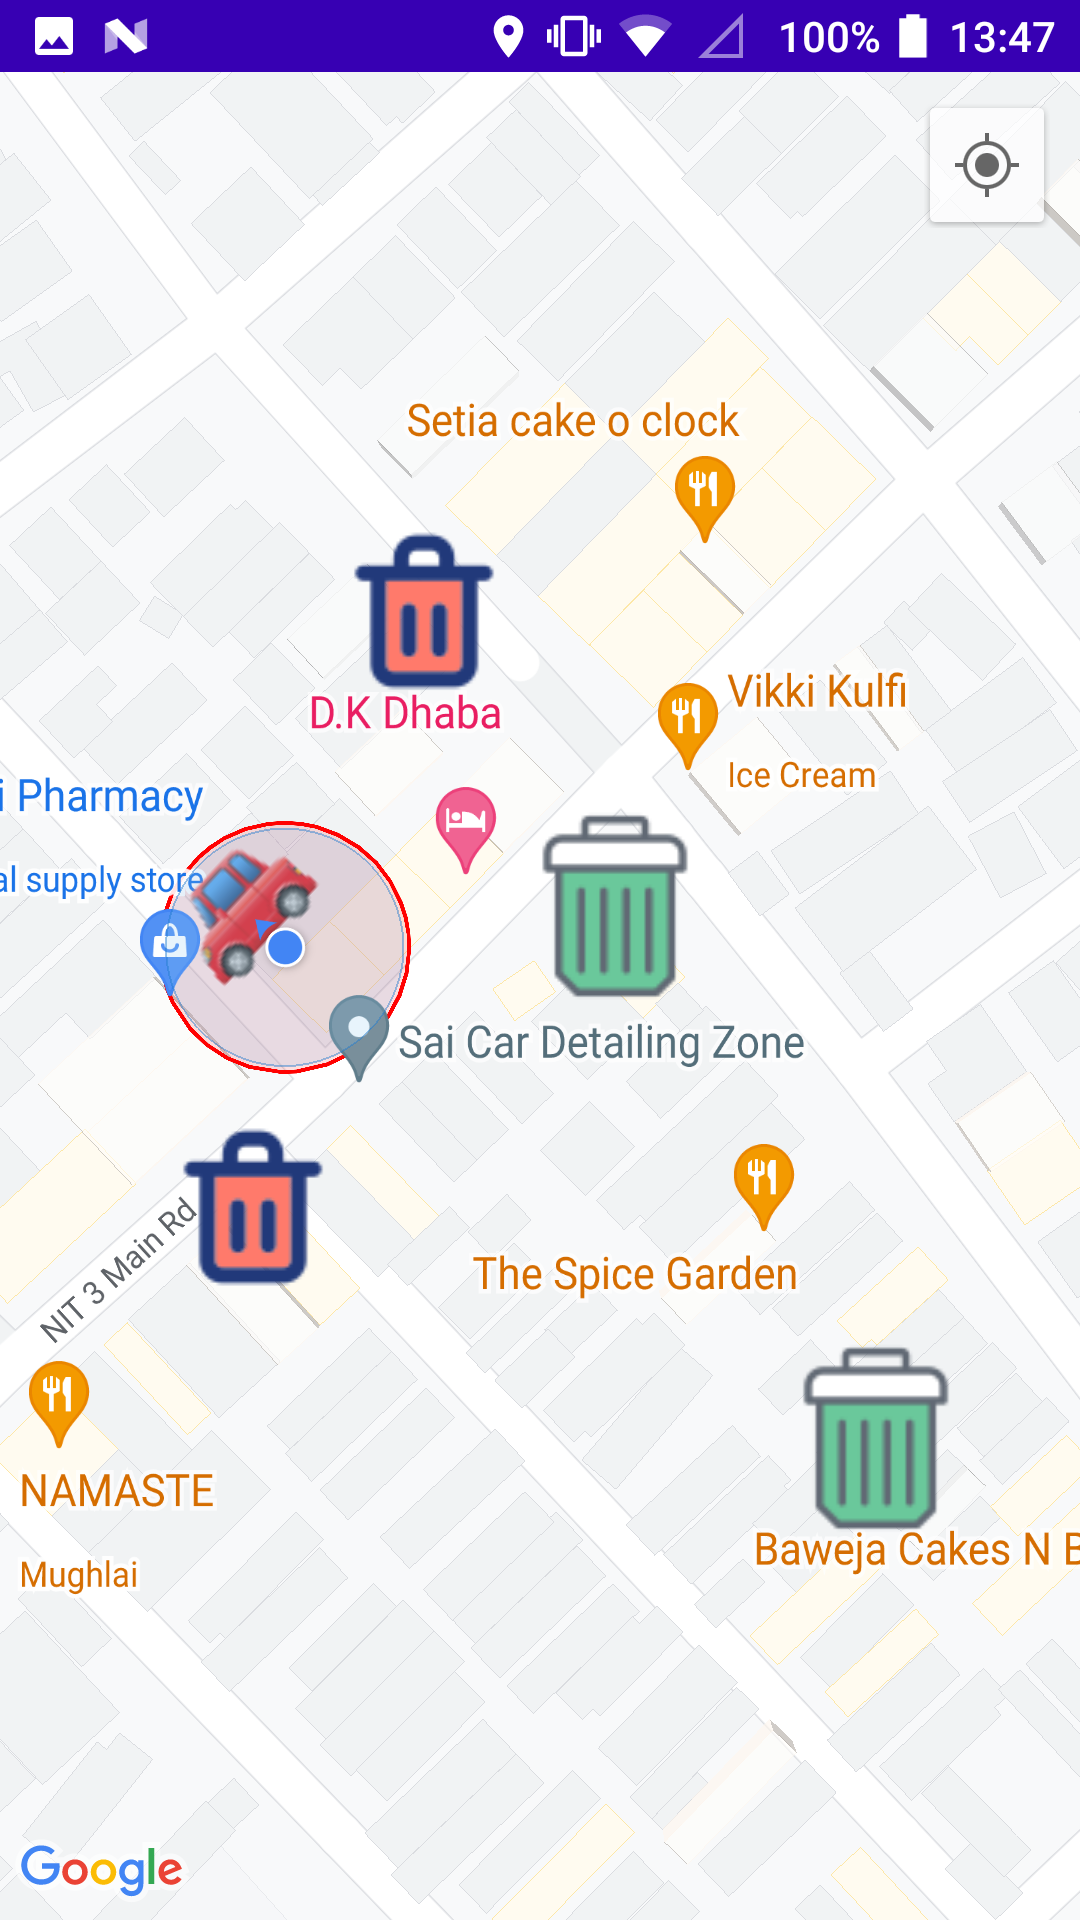 100% 13:47
Setia cake o clock
D.K Dhaba
Vikki Kulfi
Ice Cream
i Pharmacy
al supply store
Sai Car Detailing Zone
NIT 3 Main Rd
The Spice Garden
NAMASTE
Mughlai
Baweja Cakes N B
Google